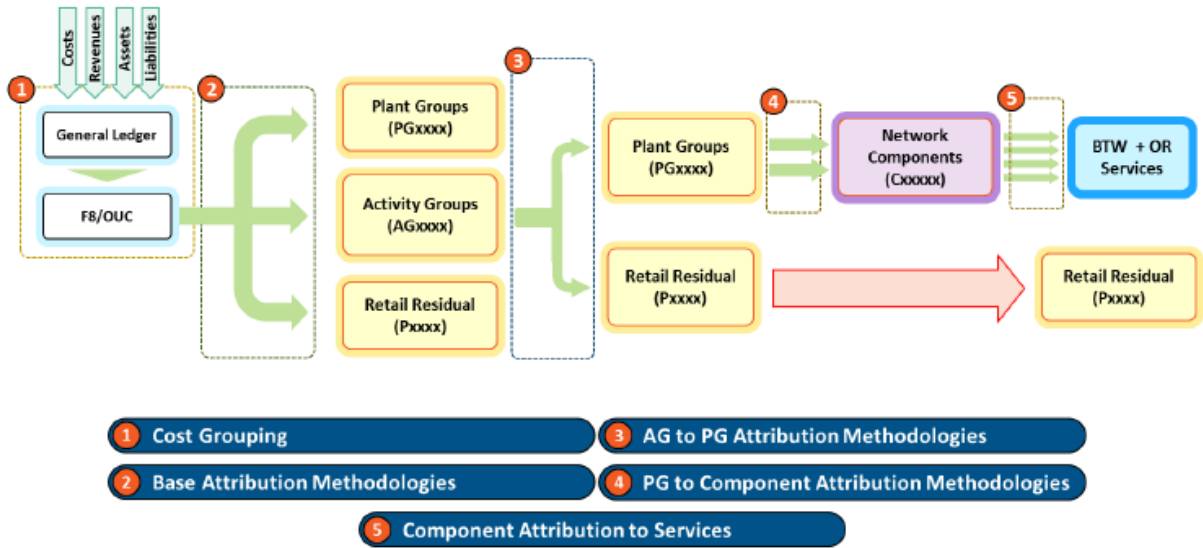 Costs
Revenues
Assets
Liabilities
1
2
3
4
5
General Ledger
F8/OUC
Plant Groups
(PGxxxx)
Activity Groups
(AGxxxx)
Retail Residual
(Pxxxx)
Plant Groups
(PGxxxx)
Retail Residual
(Pxxxx)
Network
Components
(Cxxxxx)
BTW + OR
Services
Retail Residual
(Pxxxx)
1 Cost Grouping
3 AG to PG Attribution Methodologies
2 Base Attribution Methodologies
4 PG to Component Attribution Methodologies
5 Component Attribution to Services